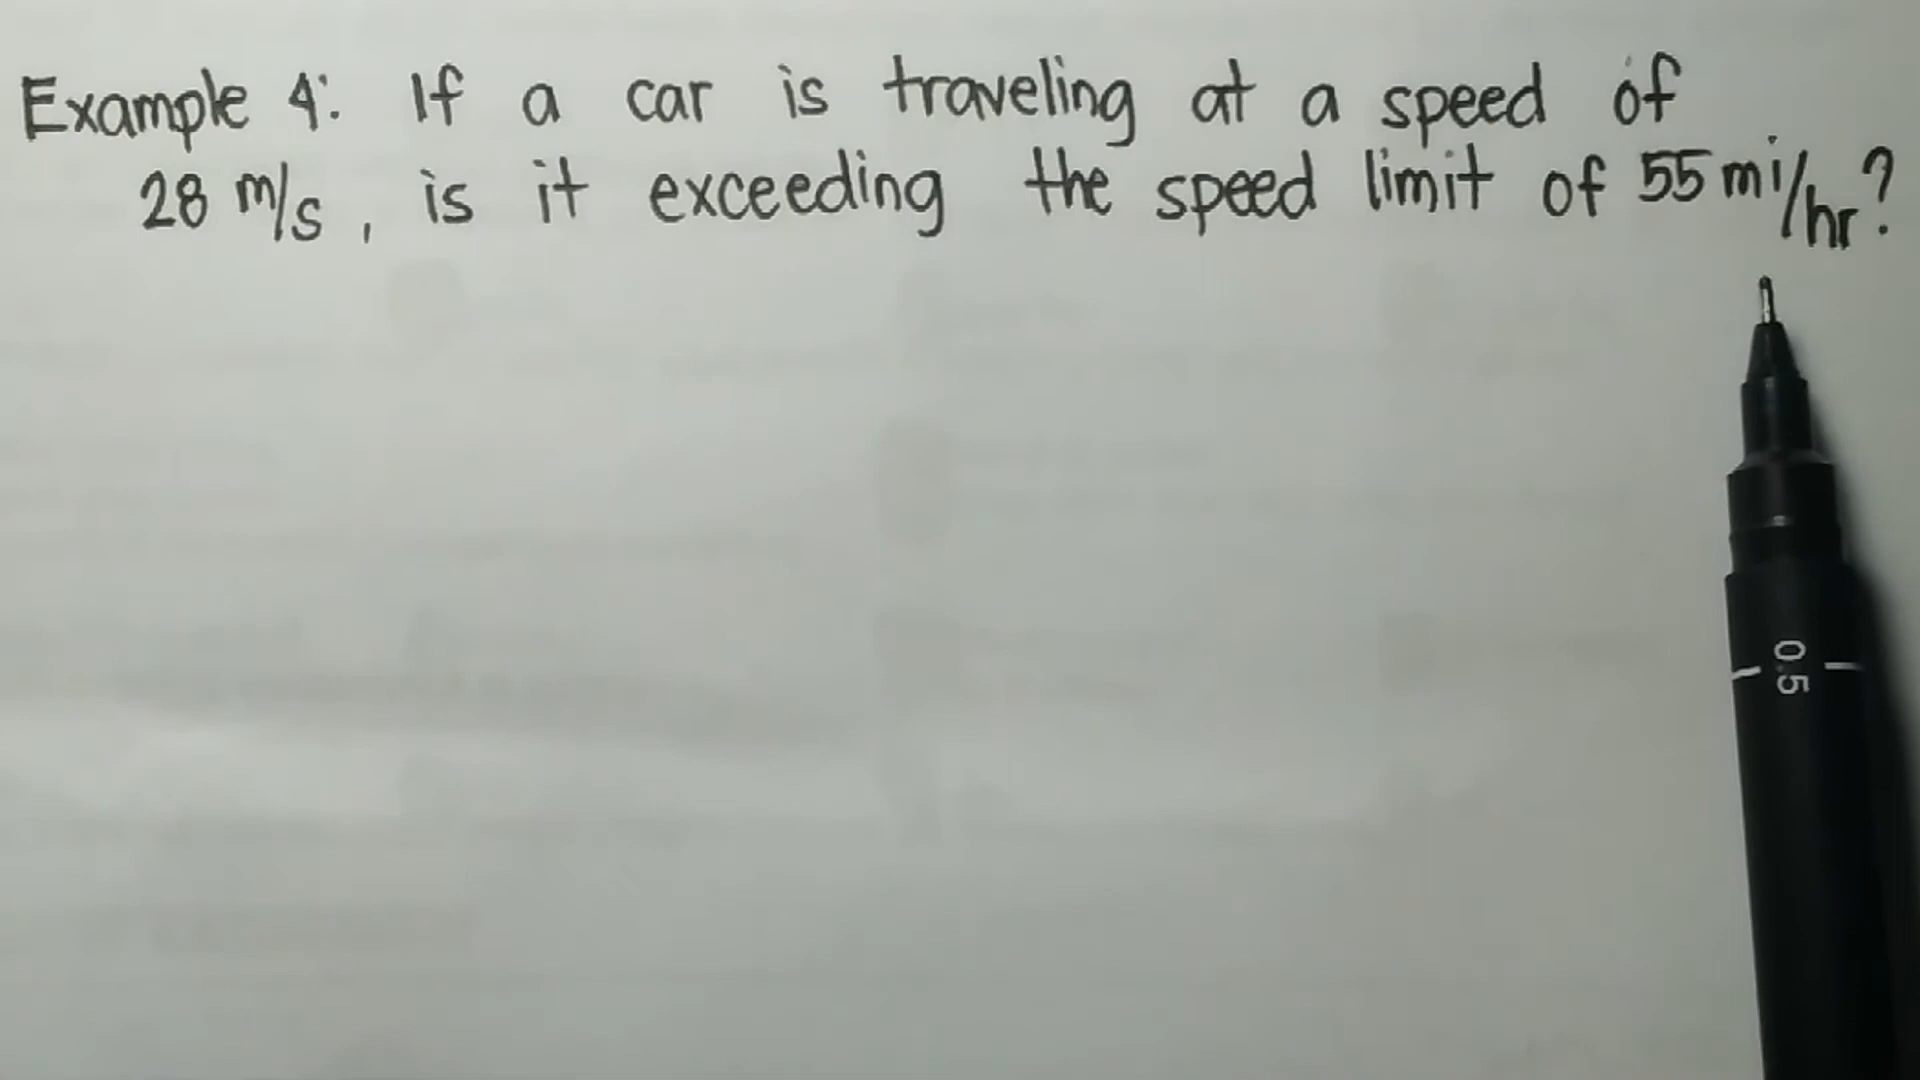 Example 4: If a car is traveling at a speed of
28 m/s, is it exceeding the speed limit of 55 mi/hr?
0.5